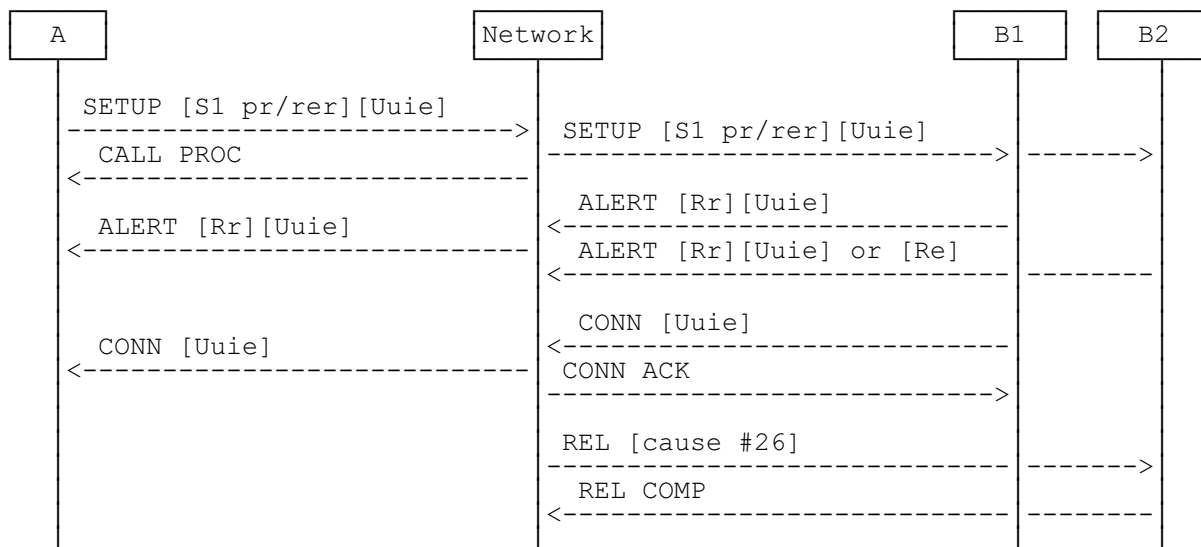 A Network B1 B2
SETUP [S1 pr/rer][Uuie]
SETUP [S1 pr/rer][Uuie]
CALL PROC
ALERT [Rr][Uuie]
ALERT [Rr][Uuie]
ALERT [Rr][Uuie] or [Re]
CONN [Uuie]
CONN [Uuie]
CONN ACK
REL [cause #26]
REL COMP